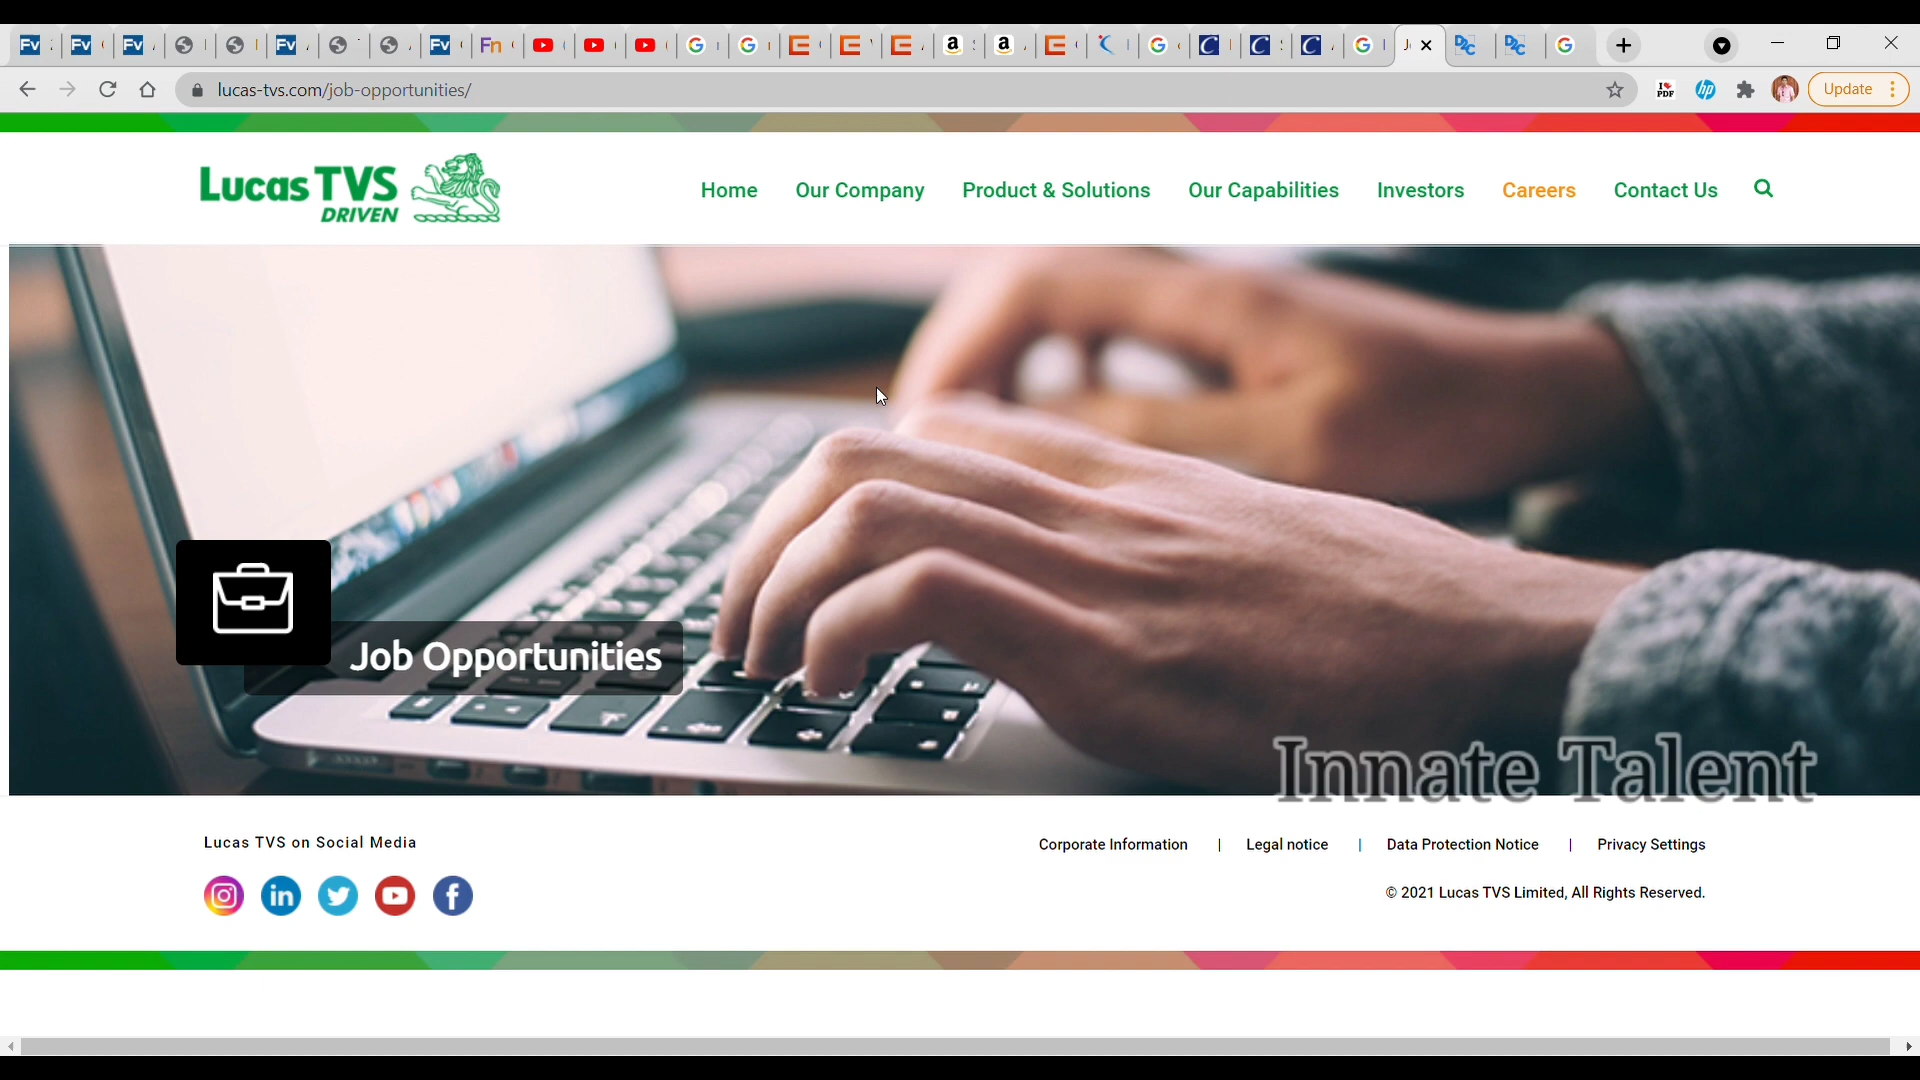 lucas-tvs.com/job-opportunities/
Update
Lucas TVS
DRIVEN
Home
Our Company
Product & Solutions
Our Capabilities
Investors
Careers
Contact Us
Job Opportunities
Innate Talent
Lucas TVS on Social Media
Corporate Information | Legal notice | Data Protection Notice | Privacy Settings
© 2021 Lucas TVS Limited, All Rights Reserved.